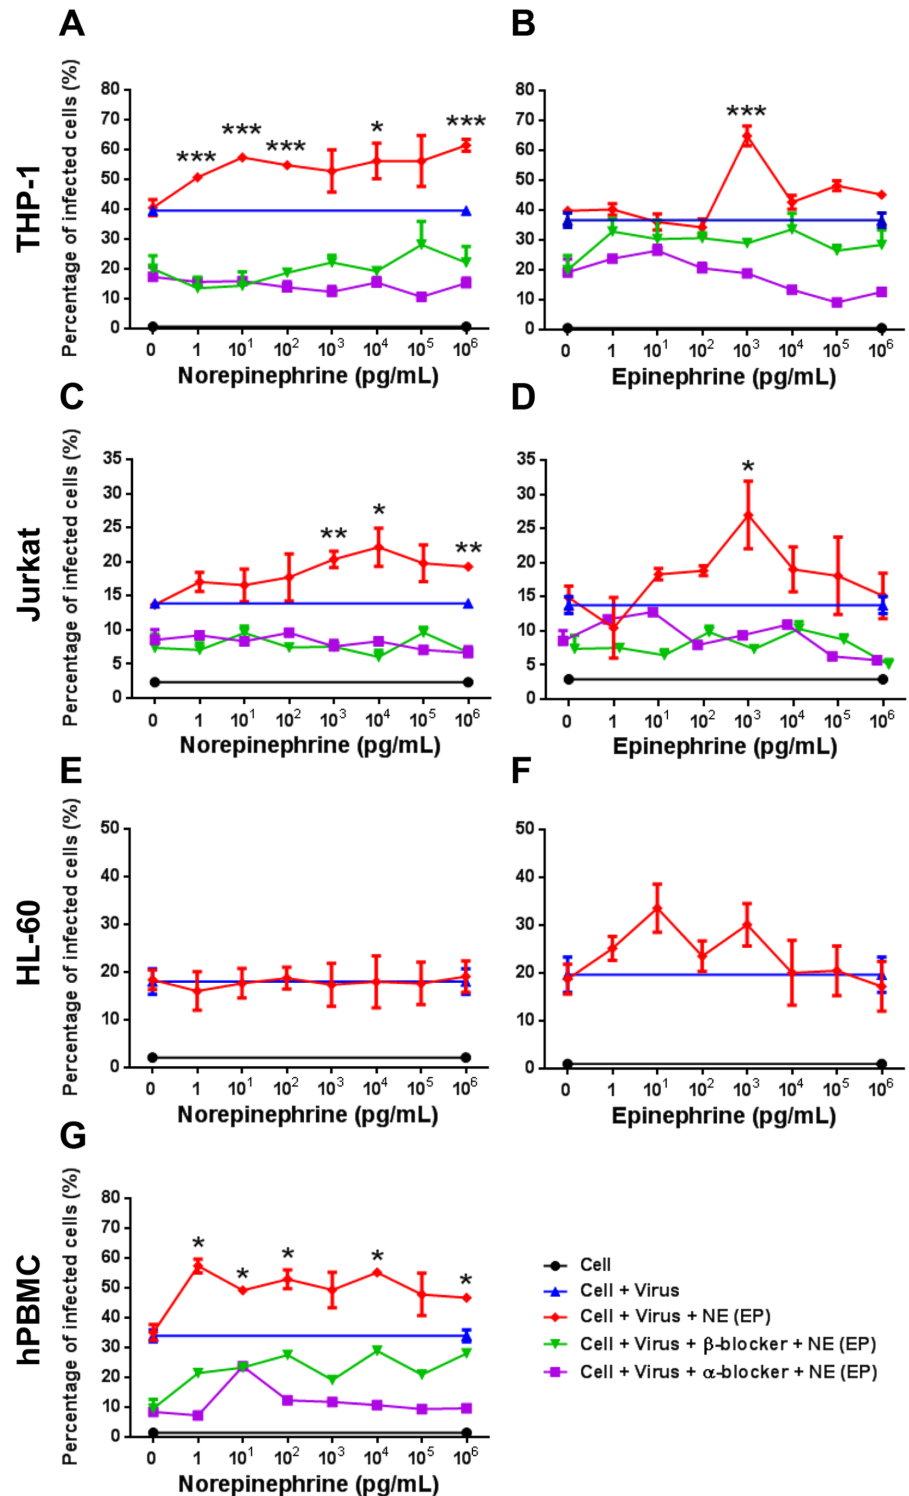 A
THP-1
Percentage of infected cells (%)
80
70
60
50
40
30
20
10
0
*** *** *** * ***
0 1 10¹ 10² 10³ 10⁴ 10⁵ 10⁶
Norepinephrine (pg/mL)
B
80
70
60
50
40
30
20
10
0
***
0 1 10¹ 10² 10³ 10⁴ 10⁵ 10⁶
Epinephrine (pg/mL)
C
Jurkat
Percentage of infected cells (%)
35
30
25
20
15
10
5
0
** * **
0 1 10¹ 10² 10³ 10⁴ 10⁵ 10⁶
Norepinephrine (pg/mL)
D
35
30
25
20
15
10
5
0
*
0 1 10¹ 10² 10³ 10⁴ 10⁵ 10⁶
Epinephrine (pg/mL)
E
HL-60
Percentage of infected cells (%)
50
40
30
20
10
0
0 1 10¹ 10² 10³ 10⁴ 10⁵ 10⁶
Norepinephrine (pg/mL)
F
50
40
30
20
10
0
0 1 10¹ 10² 10³ 10⁴ 10⁵ 10⁶
Epinephrine (pg/mL)
G
hPBMC
Percentage of infected cells (%)
80
70
60
50
40
30
20
10
0
* * * * *
0 1 10¹ 10² 10³ 10⁴ 10⁵ 10⁶
Norepinephrine (pg/mL)
Cell
Cell + Virus
Cell + Virus + NE (EP)
Cell + Virus + β-blocker + NE (EP)
Cell + Virus + α-blocker + NE (EP)